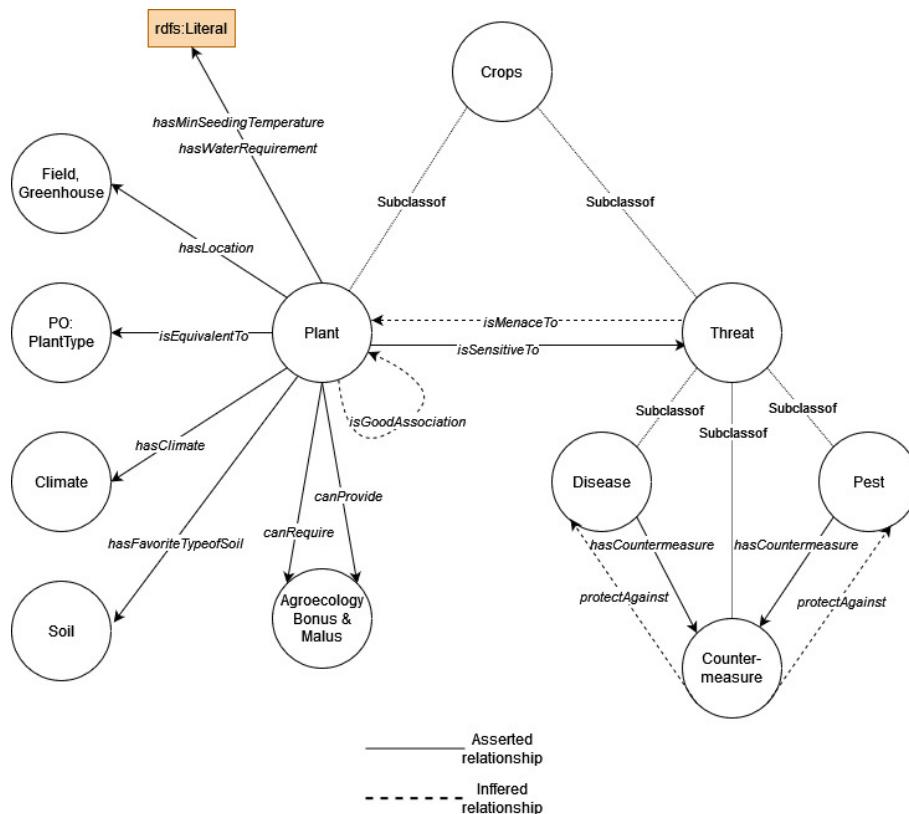 rdfs:Literal
Crops
hasMinSeedingTemperature
hasWaterRequirement
Field,
Greenhouse
Subclassof
Subclassof
hasLocation
PO:
PlantType
isEquivalentTo
Plant
isMenaceTo
isSensitiveTo
Threat
isGoodAssociation
Subclassof
Subclassof
Subclassof
hasClimate
Climate
Disease
Pest
canProvide
canRequire
hasFavoriteTypeofSoil
hasCountermeasure
hasCountermeasure
protectAgainst
protectAgainst
Soil
Agroecology
Bonus &
Malus
Counter-
measure
Asserted
relationship
Inffered
relationship